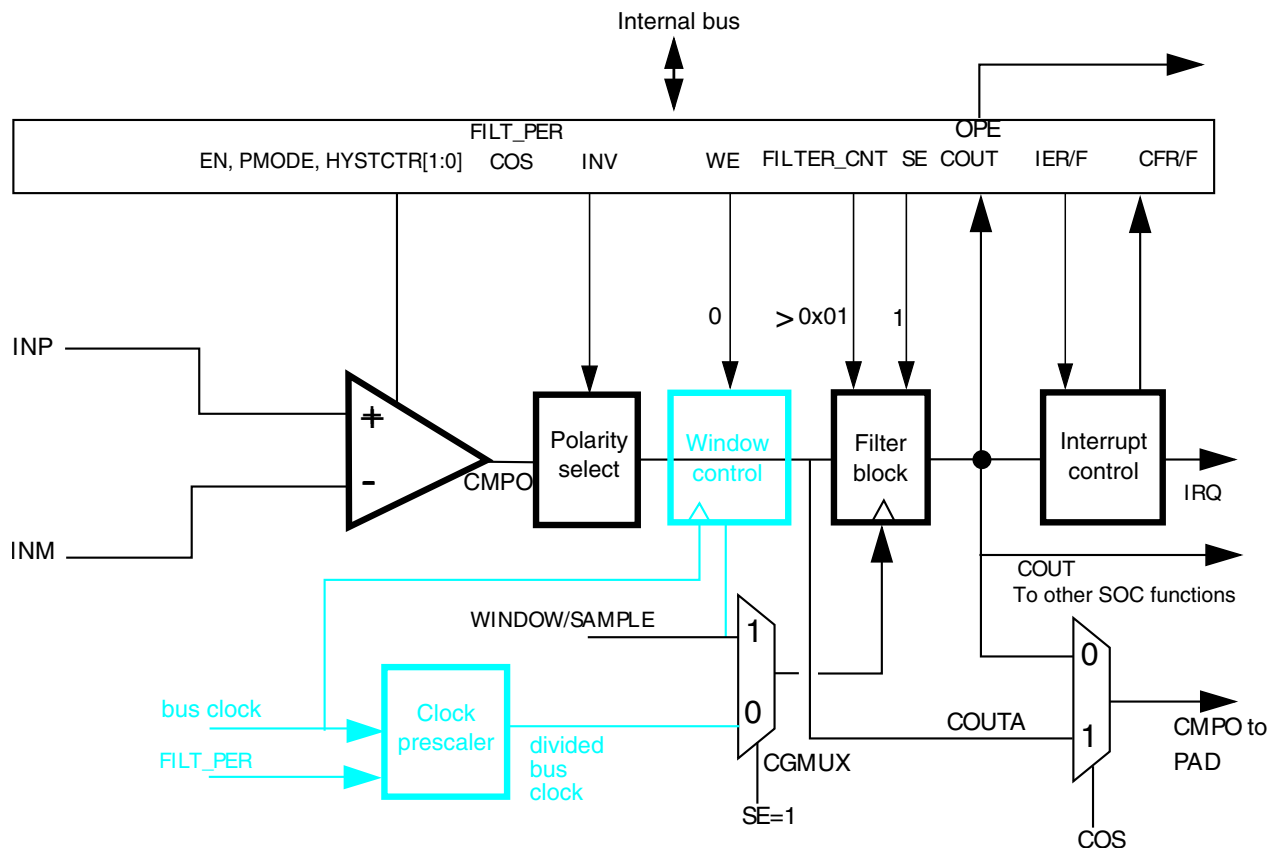 Internal bus
FILT_PER
OPE
EN, PMODE, HYSTCTR[1:0]
COS
INV
WE
FILTER_CNT
SE
COUT
IER/F
CFR/F
0
> 0x01
1
INP
+
-
INM
CMPO
Polarity
select
Window
control
Filter
block
Interrupt
control
IRQ
COUT
To other SOC functions
WINDOW/SAMPLE
1
0
bus clock
FILT_PER
Clock
prescaler
divided
bus
clock
CGMUX
SE=1
COUTA
0
1
CMPO to
PAD
COS